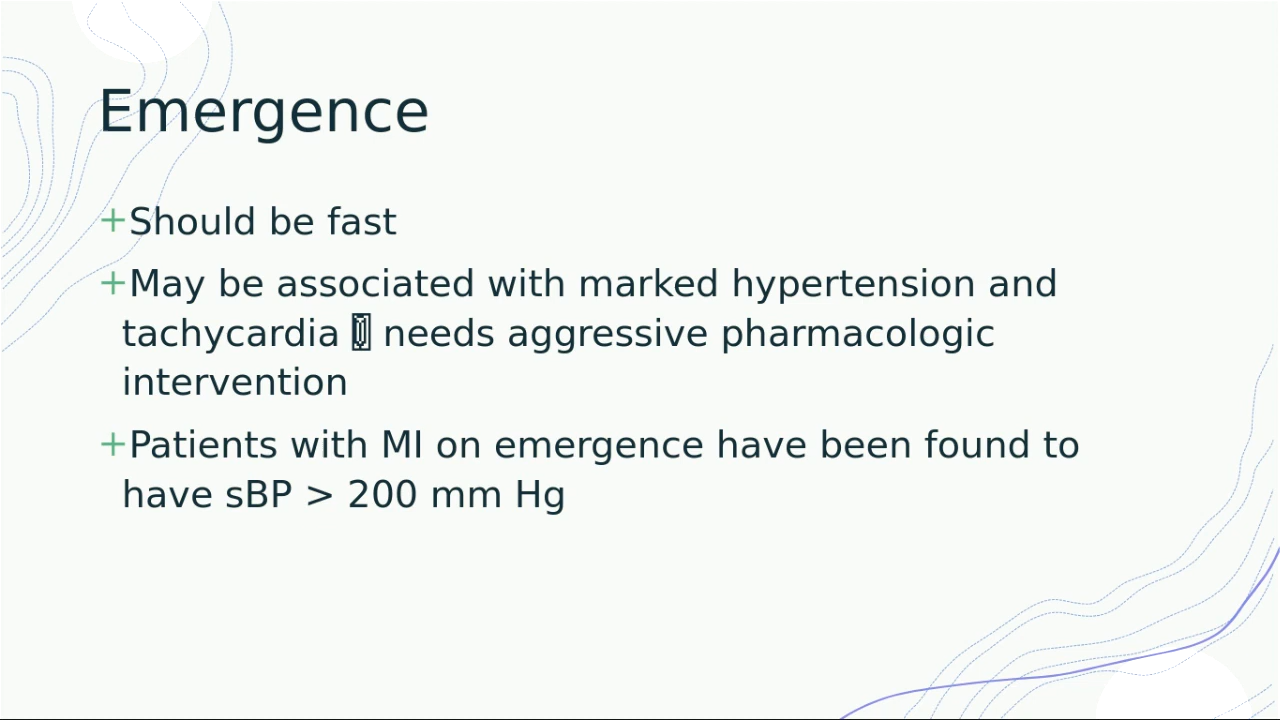 Emergence
+Should be fast
+May be associated with marked hypertension and
tachycardia  needs aggressive pharmacologic
intervention
+Patients with MI on emergence have been found to
have sBP > 200 mm Hg